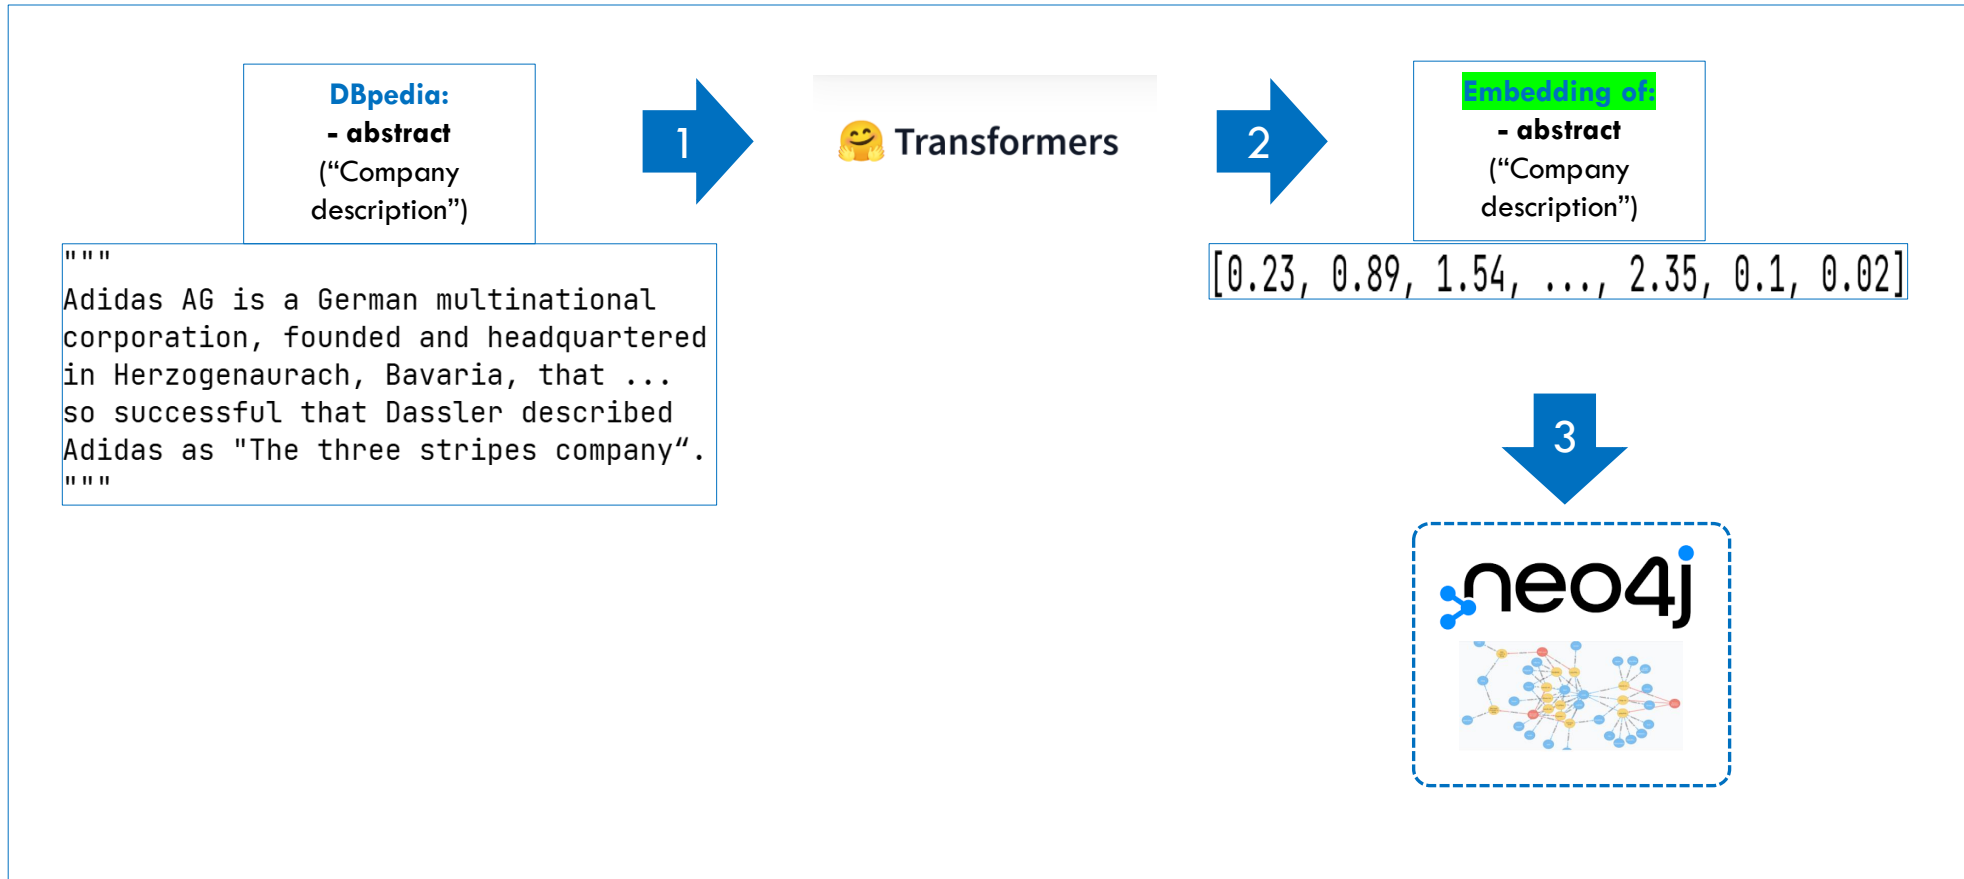 DBpedia:
- abstract
(“Company
description”)
1
🤗 Transformers
2
Embedding of:
- abstract
(“Company
description”)
"""
Adidas AG is a German multinational
corporation, founded and headquartered
in Herzogenaurach, Bavaria, that ...
so successful that Dassler described
Adidas as "The three stripes company“.
"""
[0.23, 0.89, 1.54, ..., 2.35, 0.1, 0.02]
3
neo4j